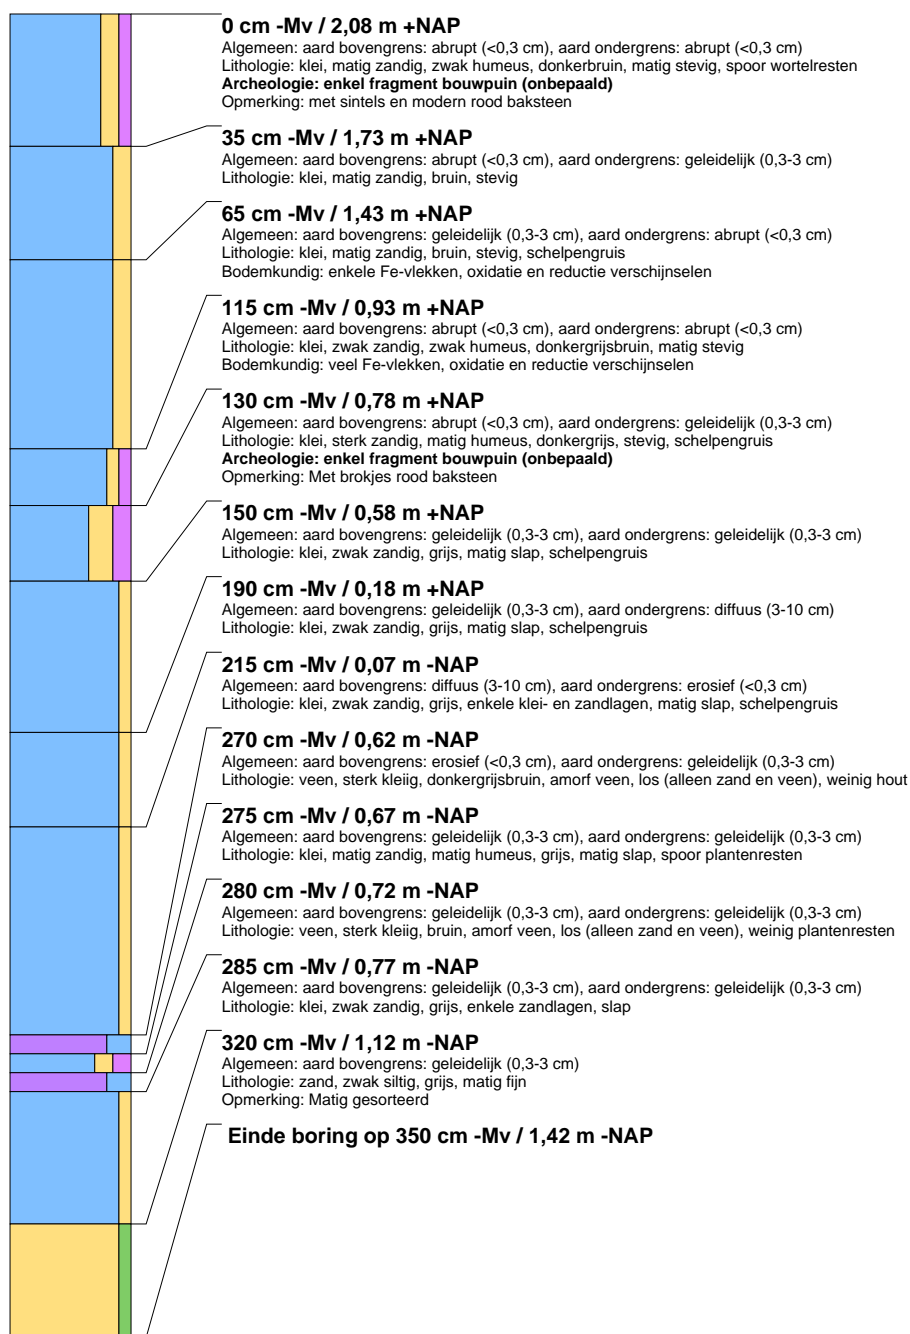 0 cm -Mv / 2,08 m +NAP
Algemeen: aard bovengrens: abrupt (<0,3 cm), aard ondergrens: abrupt (<0,3 cm)
Lithologie: klei, matig zandig, zwak humeus, donkerbruin, matig stevig, spoor wortelresten
Archeologie: enkel fragment bouwpuin (onbepaald)
Opmerking: met sintels en modern rood baksteen
35 cm -Mv / 1,73 m +NAP
Algemeen: aard bovengrens: abrupt (<0,3 cm), aard ondergrens: geleidelijk (0,3-3 cm)
Lithologie: klei, matig zandig, bruin, stevig
65 cm -Mv / 1,43 m +NAP
Algemeen: aard bovengrens: geleidelijk (0,3-3 cm), aard ondergrens: abrupt (<0,3 cm)
Lithologie: klei, matig zandig, bruin, stevig, schelpengruis
Bodemkundig: enkele Fe-vlekken, oxidatie en reductie verschijnselen
115 cm -Mv / 0,93 m +NAP
Algemeen: aard bovengrens: abrupt (<0,3 cm), aard ondergrens: abrupt (<0,3 cm)
Lithologie: klei, zwak zandig, zwak humeus, donkergrijsbruin, matig stevig
Bodemkundig: veel Fe-vlekken, oxidatie en reductie verschijnselen
130 cm -Mv / 0,78 m +NAP
Algemeen: aard bovengrens: abrupt (<0,3 cm), aard ondergrens: geleidelijk (0,3-3 cm)
Lithologie: klei, sterk zandig, matig humeus, donkergrijs, stevig, schelpengruis
Archeologie: enkel fragment bouwpuin (onbepaald)
Opmerking: Met brokjes rood baksteen
150 cm -Mv / 0,58 m +NAP
Algemeen: aard bovengrens: geleidelijk (0,3-3 cm), aard ondergrens: geleidelijk (0,3-3 cm)
Lithologie: klei, zwak zandig, grijs, matig slap, schelpengruis
190 cm -Mv / 0,18 m +NAP
Algemeen: aard bovengrens: geleidelijk (0,3-3 cm), aard ondergrens: diffuus (3-10 cm)
Lithologie: klei, zwak zandig, grijs, matig slap, schelpengruis
215 cm -Mv / 0,07 m -NAP
Algemeen: aard bovengrens: diffuus (3-10 cm), aard ondergrens: erosief (<0,3 cm)
Lithologie: klei, zwak zandig, grijs, enkele klei- en zandlagen, matig slap, schelpengruis
270 cm -Mv / 0,62 m -NAP
Algemeen: aard bovengrens: erosief (<0,3 cm), aard ondergrens: geleidelijk (0,3-3 cm)
Lithologie: veen, sterk kleiig, donkergrijsbruin, amorf veen, los (alleen zand en veen), weinig hout
275 cm -Mv / 0,67 m -NAP
Algemeen: aard bovengrens: geleidelijk (0,3-3 cm), aard ondergrens: geleidelijk (0,3-3 cm)
Lithologie: klei, matig zandig, matig humeus, grijs, matig slap, spoor plantenresten
280 cm -Mv / 0,72 m -NAP
Algemeen: aard bovengrens: geleidelijk (0,3-3 cm), aard ondergrens: geleidelijk (0,3-3 cm)
Lithologie: veen, sterk kleiig, bruin, amorf veen, los (alleen zand en veen), weinig plantenresten
285 cm -Mv / 0,77 m -NAP
Algemeen: aard bovengrens: geleidelijk (0,3-3 cm), aard ondergrens: geleidelijk (0,3-3 cm)
Lithologie: klei, zwak zandig, grijs, enkele zandlagen, slap
320 cm -Mv / 1,12 m -NAP
Algemeen: aard bovengrens: geleidelijk (0,3-3 cm)
Lithologie: zand, zwak siltig, grijs, matig fijn
Opmerking: Matig gesorteerd
Einde boring op 350 cm -Mv / 1,42 m -NAP